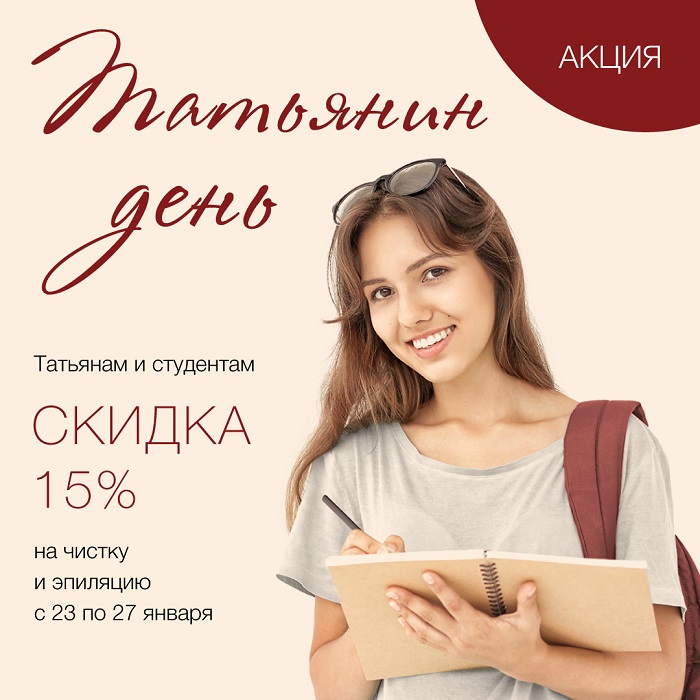 Татьянин
день
АКЦИЯ
Татьянам и студентам
СКИДКА
15%
на чистку
и эпиляцию
с 23 по 27 января